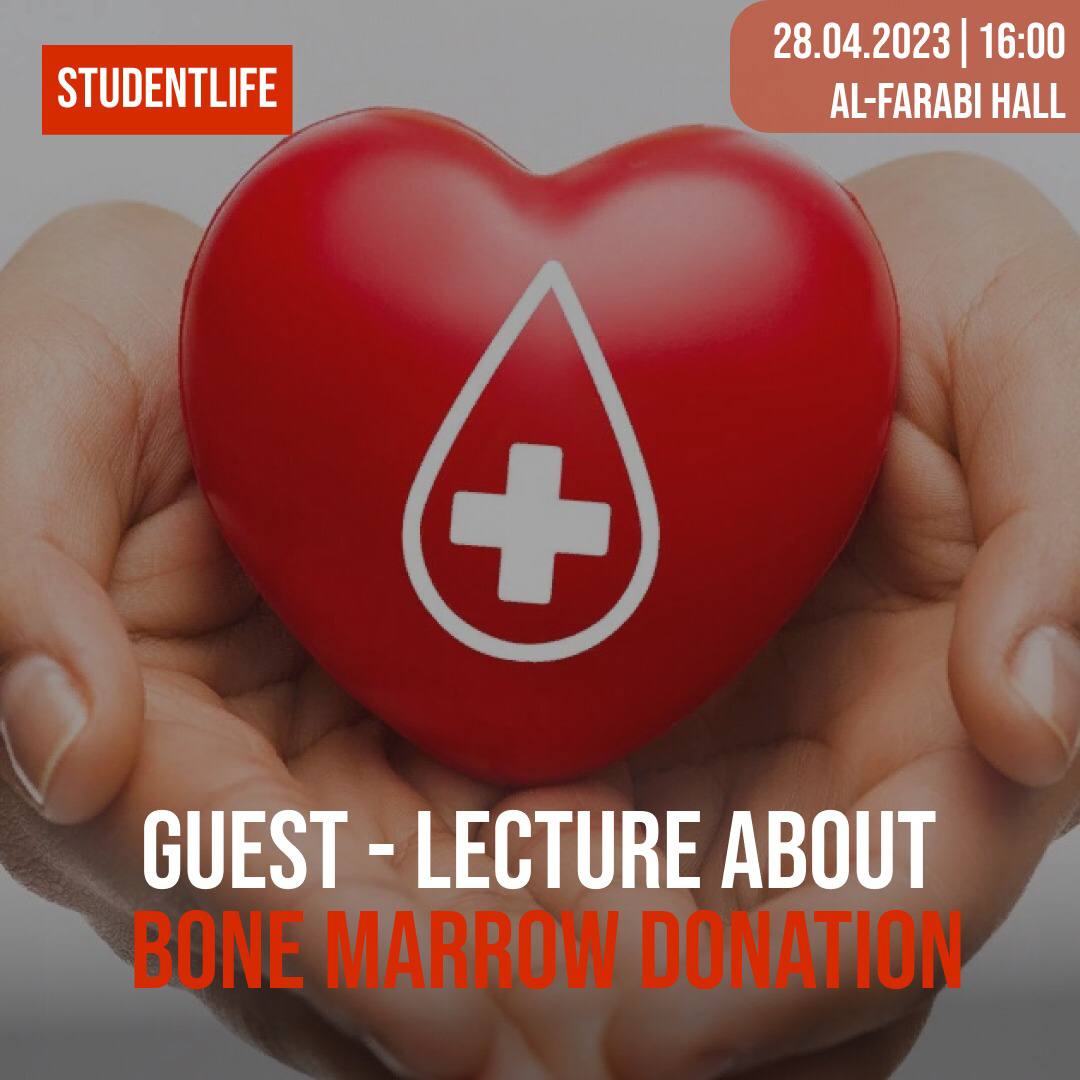 STUDENTLIFE
28.04.2023 | 16:00
AL-FARABI HALL
GUEST - LECTURE ABOUT
BONE MARROW DONATION